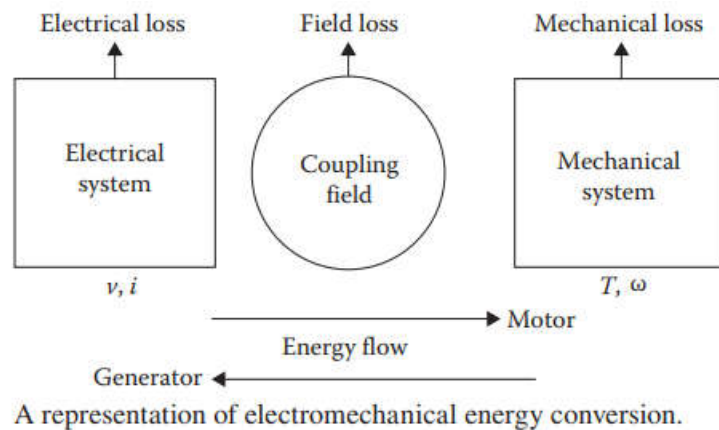 Electrical loss
Field loss
Mechanical loss
Electrical
system
Coupling
field
Mechanical
system
v, i
T, ω
Motor
Energy flow
Generator
A representation of electromechanical energy conversion.